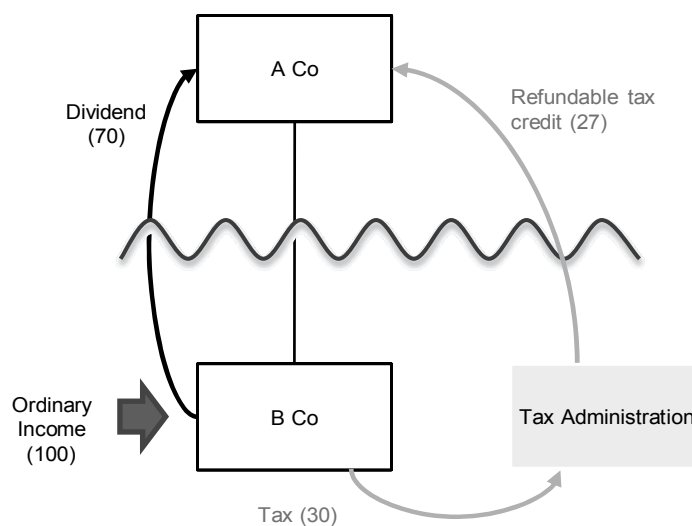 A Co
Dividend
(70)
Refundable tax
credit (27)
Ordinary
Income
(100)
B Co
Tax Administration
Tax (30)